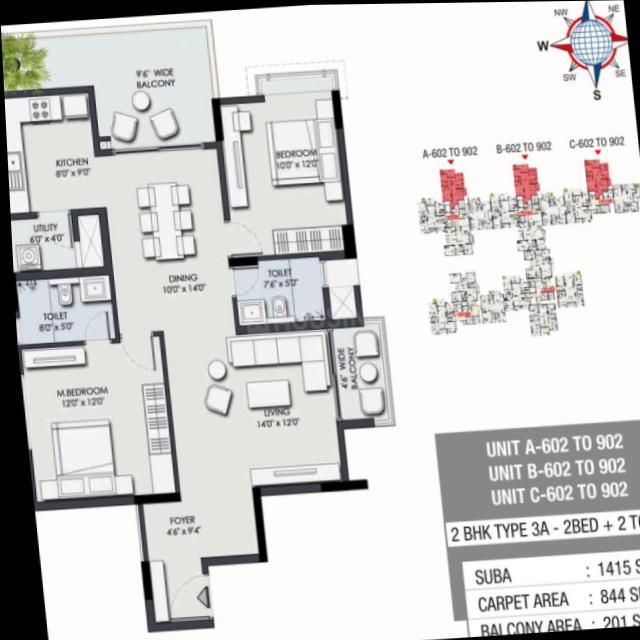 NW
NE
W
SW
SE
S
A-602 TO 902
B-602 TO 902
C-602 TO 902
9'6" WIDE
BALCONY
KITCHEN
8'0" x 9'0"
BEDROOM
10'0" x 12'0"
UTILITY
6'0" x 4'0"
DINING
10'0" x 14'0"
TOILET
7'6" x 5'0"
TOILET
8'0" x 5'0"
4'6" WIDE
BALCONY
M.BEDROOM
12'0" x 12'0"
LIVING
14'0" x 12'0"
FOYER
4'6" x 9'4"
UNIT A-602 TO 902
UNIT B-602 TO 902
UNIT C-602 TO 902
2 BHK TYPE 3A - 2BED + 2 TO
SUBA : 1415 S
CARPET AREA : 844 S
BALCONY AREA : 201 S